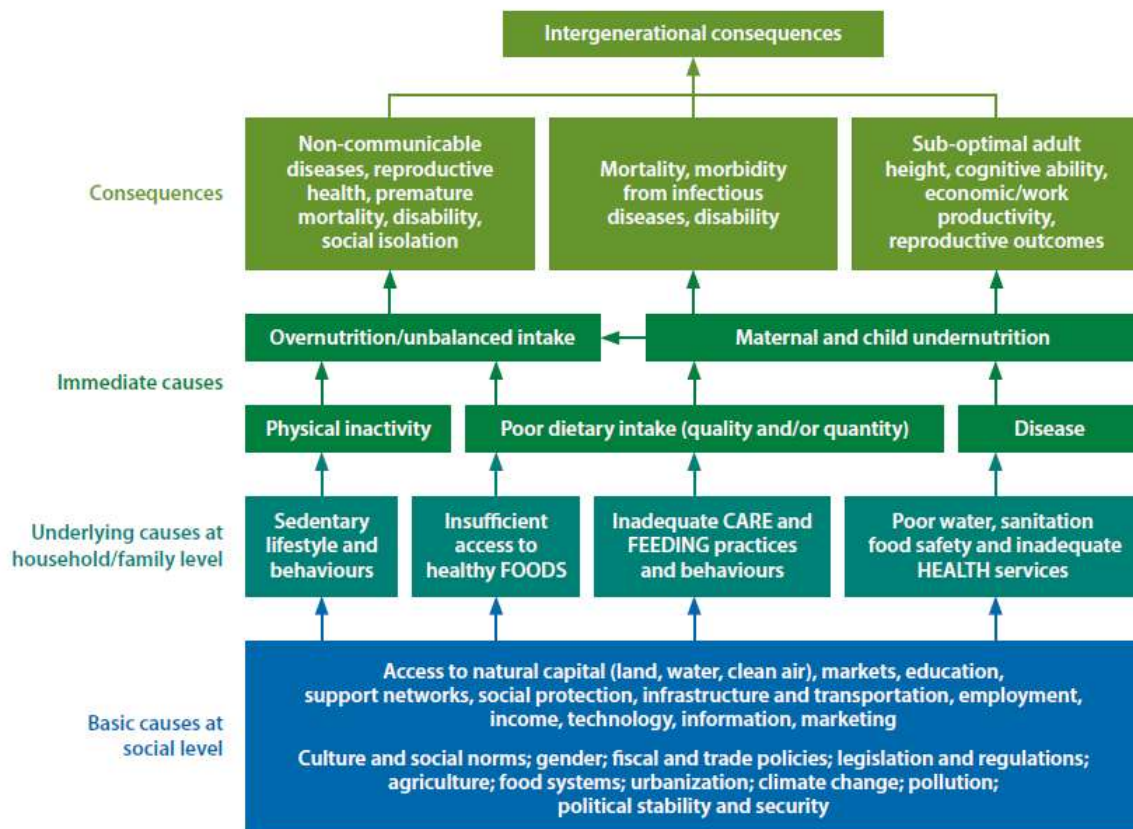 Intergenerational consequences
Consequences
Non-communicable
diseases, reproductive
health, premature
mortality, disability,
social isolation
Mortality, morbidity
from infectious
diseases, disability
Sub-optimal adult
height, cognitive ability,
economic/work
productivity,
reproductive outcomes
Immediate causes
Overnutrition/unbalanced intake
Maternal and child undernutrition
Physical inactivity
Poor dietary intake (quality and/or quantity)
Disease
Underlying causes at
household/family level
Sedentary
lifestyle and
behaviours
Insufficient
access to
healthy FOODS
Inadequate CARE and
FEEDING practices
and behaviours
Poor water, sanitation
food safety and inadequate
HEALTH services
Basic causes at
social level
Access to natural capital (land, water, clean air), markets, education,
support networks, social protection, infrastructure and transportation, employment,
income, technology, information, marketing
Culture and social norms; gender; fiscal and trade policies; legislation and regulations;
agriculture; food systems; urbanization; climate change; pollution;
political stability and security